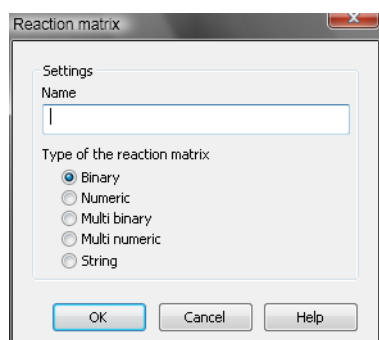 Reaction matrix
Settings
Name
Type of the reaction matrix
Binary
Numeric
Multi binary
Multi numeric
String
OK Cancel Help